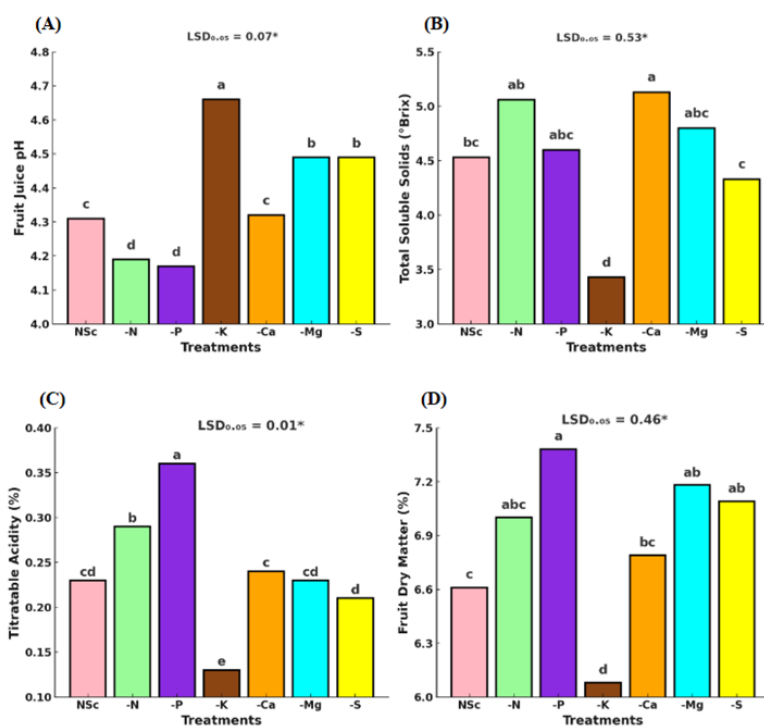 (A)
LSD₀.₀₅ = 0.07*
Fruit Juice pH
4.8
4.7
4.6
4.5
4.4
4.3
4.2
4.1
4.0
c
d
d
a
c
b
b
NSc -N -P -K -Ca -Mg -S
Treatments
(B)
LSD₀.₀₅ = 0.53*
Total Soluble Solids (°Brix)
5.5
5.0
4.5
4.0
3.5
3.0
bc
ab
abc
d
a
abc
c
NSc -N -P -K -Ca -Mg -S
Treatments
(C)
LSD₀.₀₅ = 0.01*
Titratable Acidity (%)
0.40
0.35
0.30
0.25
0.20
0.15
0.10
cd
b
a
e
c
cd
d
NSc -N -P -K -Ca -Mg -S
Treatments
(D)
LSD₀.₀₅ = 0.46*
Fruit Dry Matter (%)
7.5
7.2
6.9
6.6
6.3
6.0
c
abc
a
d
bc
ab
ab
NSc -N -P -K -Ca -Mg -S
Treatments